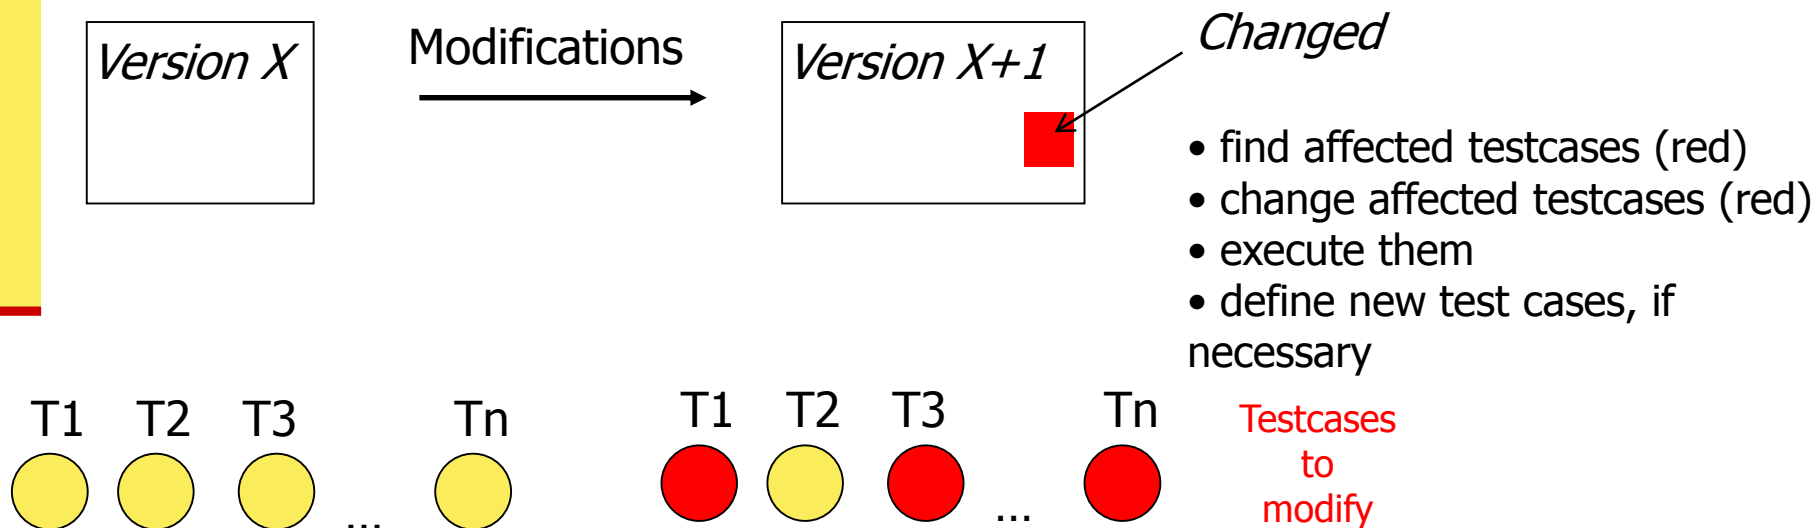 Version X
Modifications
Version X+1
Changed
• find affected testcases (red)
• change affected testcases (red)
• execute them
• define new test cases, if
necessary
T1 T2 T3 Tn
...
T1 T2 T3 Tn
...
Testcases
to
modify